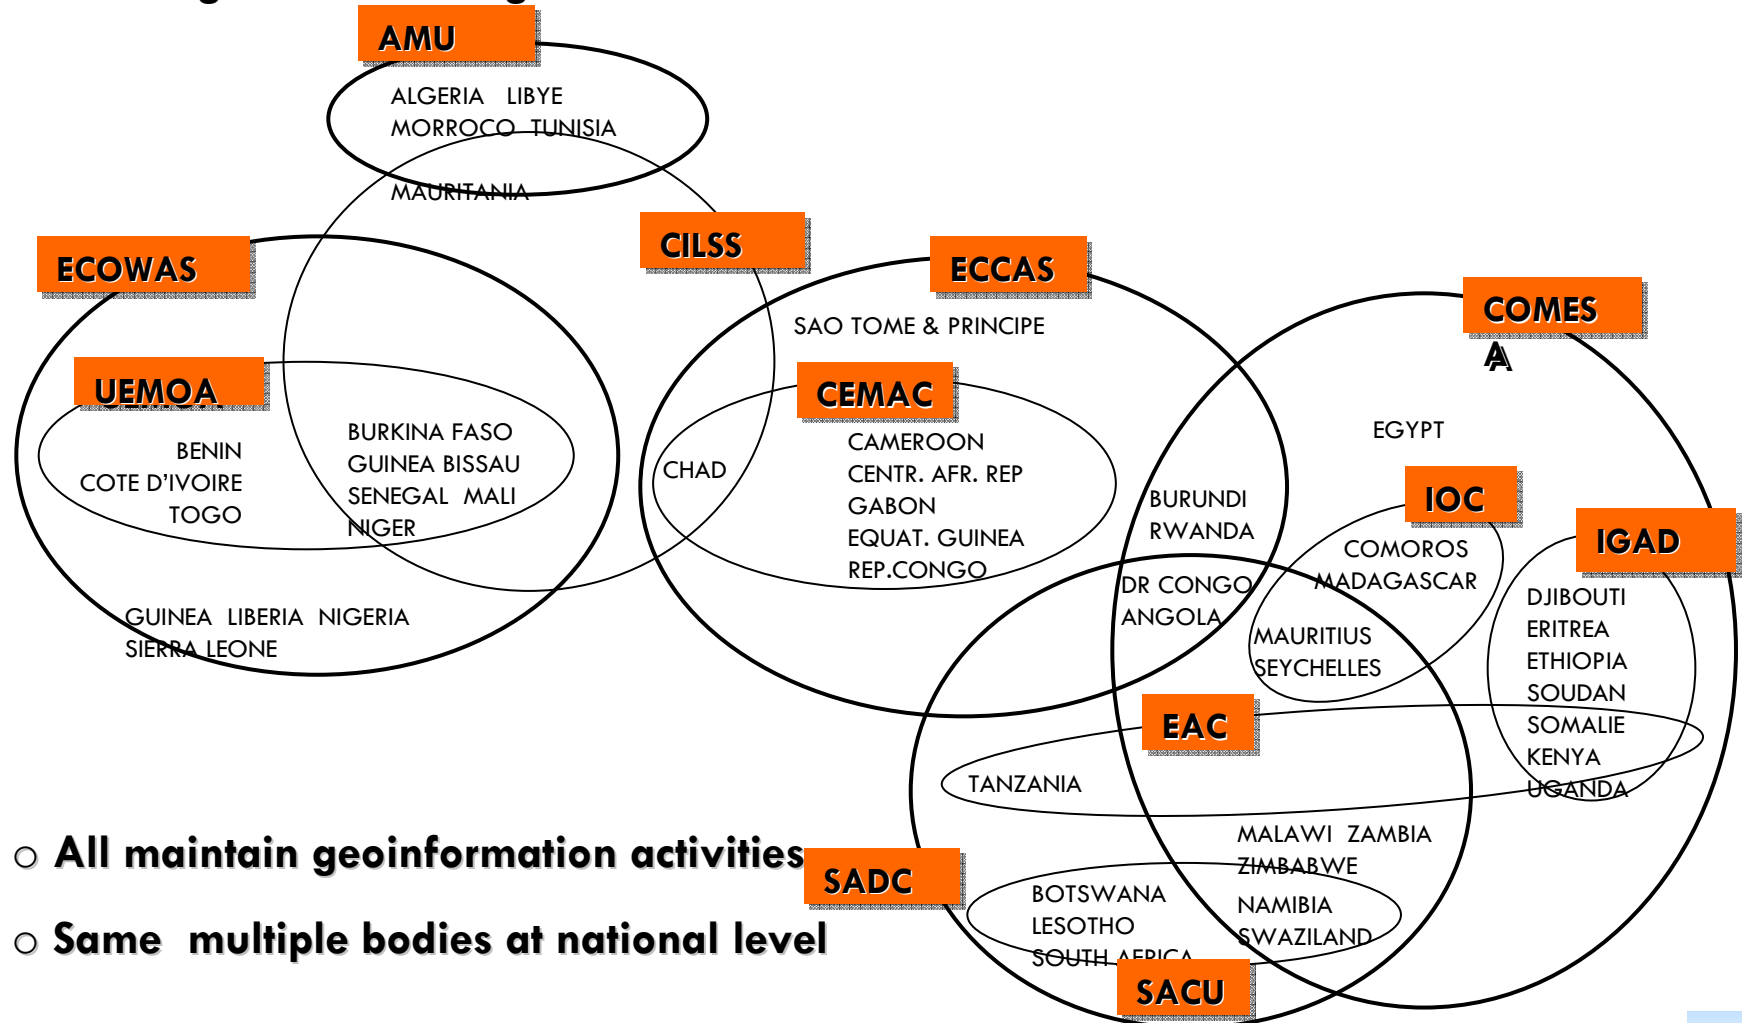 AMU
ALGERIA LIBYE
MORROCO TUNISIA
MAURITANIA
CILSS
ECOWAS
UEMOA
BENIN
COTE D'IVOIRE
TOGO
BURKINA FASO
GUINEA BISSAU
SENEGAL MALI
NIGER
GUINEA LIBERIA NIGERIA
SIERRA LEONE
ECCAS
SAO TOME & PRINCIPE
CEMAC
CHAD
CAMEROON
CENTR. AFR. REP
GABON
EQUAT. GUINEA
REP.CONGO
COMES
A
EGYPT
BURUNDI
RWANDA
DR CONGO
ANGOLA
IOC
COMOROS
MADAGASCAR
MAURITIUS
SEYCHELLES
IGAD
DJIBOUTI
ERITREA
ETHIOPIA
SOUDAN
SOMALIE
KENYA
UGANDA
EAC
TANZANIA
MALAWI ZAMBIA
ZIMBABWE
SADC
BOTSWANA
LESOTHO
SOUTH AFRICA
NAMIBIA
SWAZILAND
SACU
o All maintain geoinformation activities
o Same multiple bodies at national level